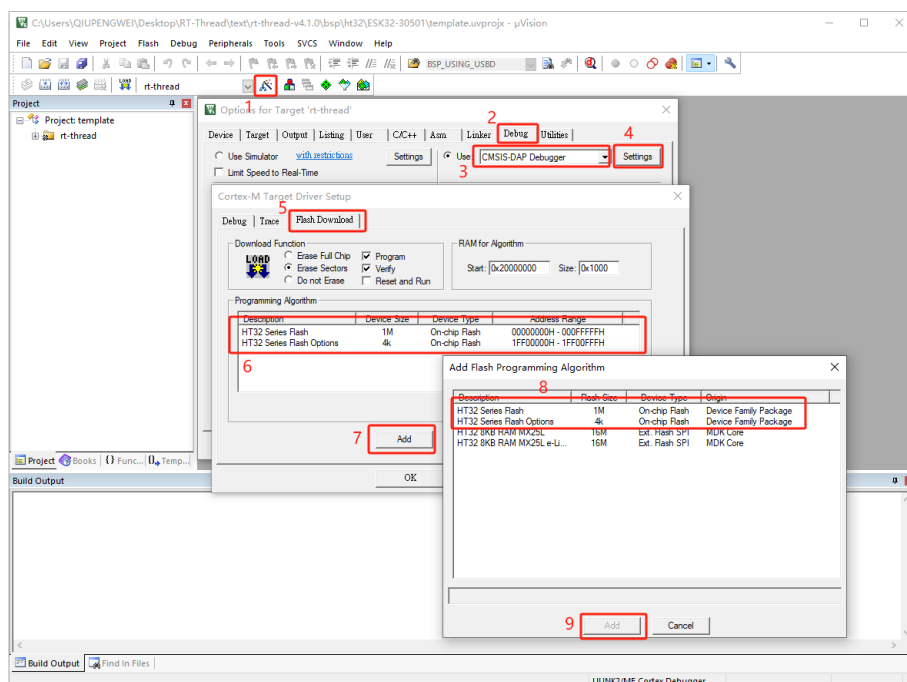 C:\Users\QIUPENGWEI\Desktop\RT-Thread\text\rt-thread-v4.1.0\bsp\ht32\ESK32-30501\template.uvprojx - µVision
File Edit View Project Flash Debug Peripherals Tools SVCS Window Help
BSP_USING_USBD
LOAD rt-thread
1
Project
Project: template
rt-thread
Options for Target 'rt-thread'
2
4
Device Target Output Listing User C/C++ Asm Linker Debug Utilities
Use Simulator with restrictions Settings Use: CMSIS-DAP Debugger Settings
3
Limit Speed to Real-Time
Cortex-M Target Driver Setup
5
Debug Trace Flash Download
Download Function RAM for Algorithm
LOAD Erase Full Chip Program
Erase Sectors Verify Start: 0x20000000 Size: 0x1000
Do not Erase Reset and Run
Programming Algorithm
Description Device Size Device Type Address Range
HT32 Series Flash 1M On-chip Flash 00000000H - 000FFFFFH
HT32 Series Flash Options 4k On-chip Flash 1FF00000H - 1FF00FFFH
6
7 Add
OK
Add Flash Programming Algorithm
8
Description Flash Size Device Type Origin
HT32 Series Flash 1M On-chip Flash Device Family Package
HT32 Series Flash Options 4k On-chip Flash Device Family Package
HT32 8KB RAM MX25L 16M Ext. Flash SPI MDK Core
HT32 8KB RAM MX25L e-Li... 16M Ext. Flash SPI MDK Core
9 Add Cancel
Project Books {} Func... Temp...
Build Output
Build Output Find In Files
ULINK2/ME Cortex Debugger